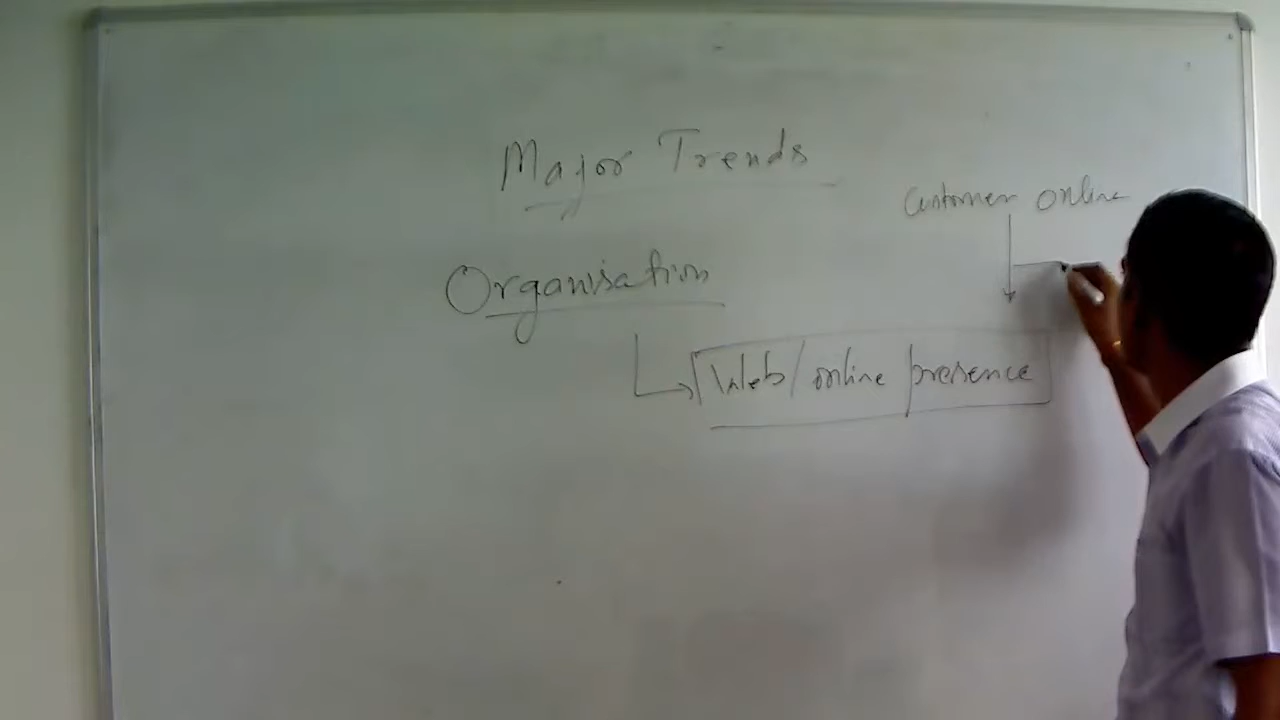 Major Trends
Customer online
Organisation
Web/online presence